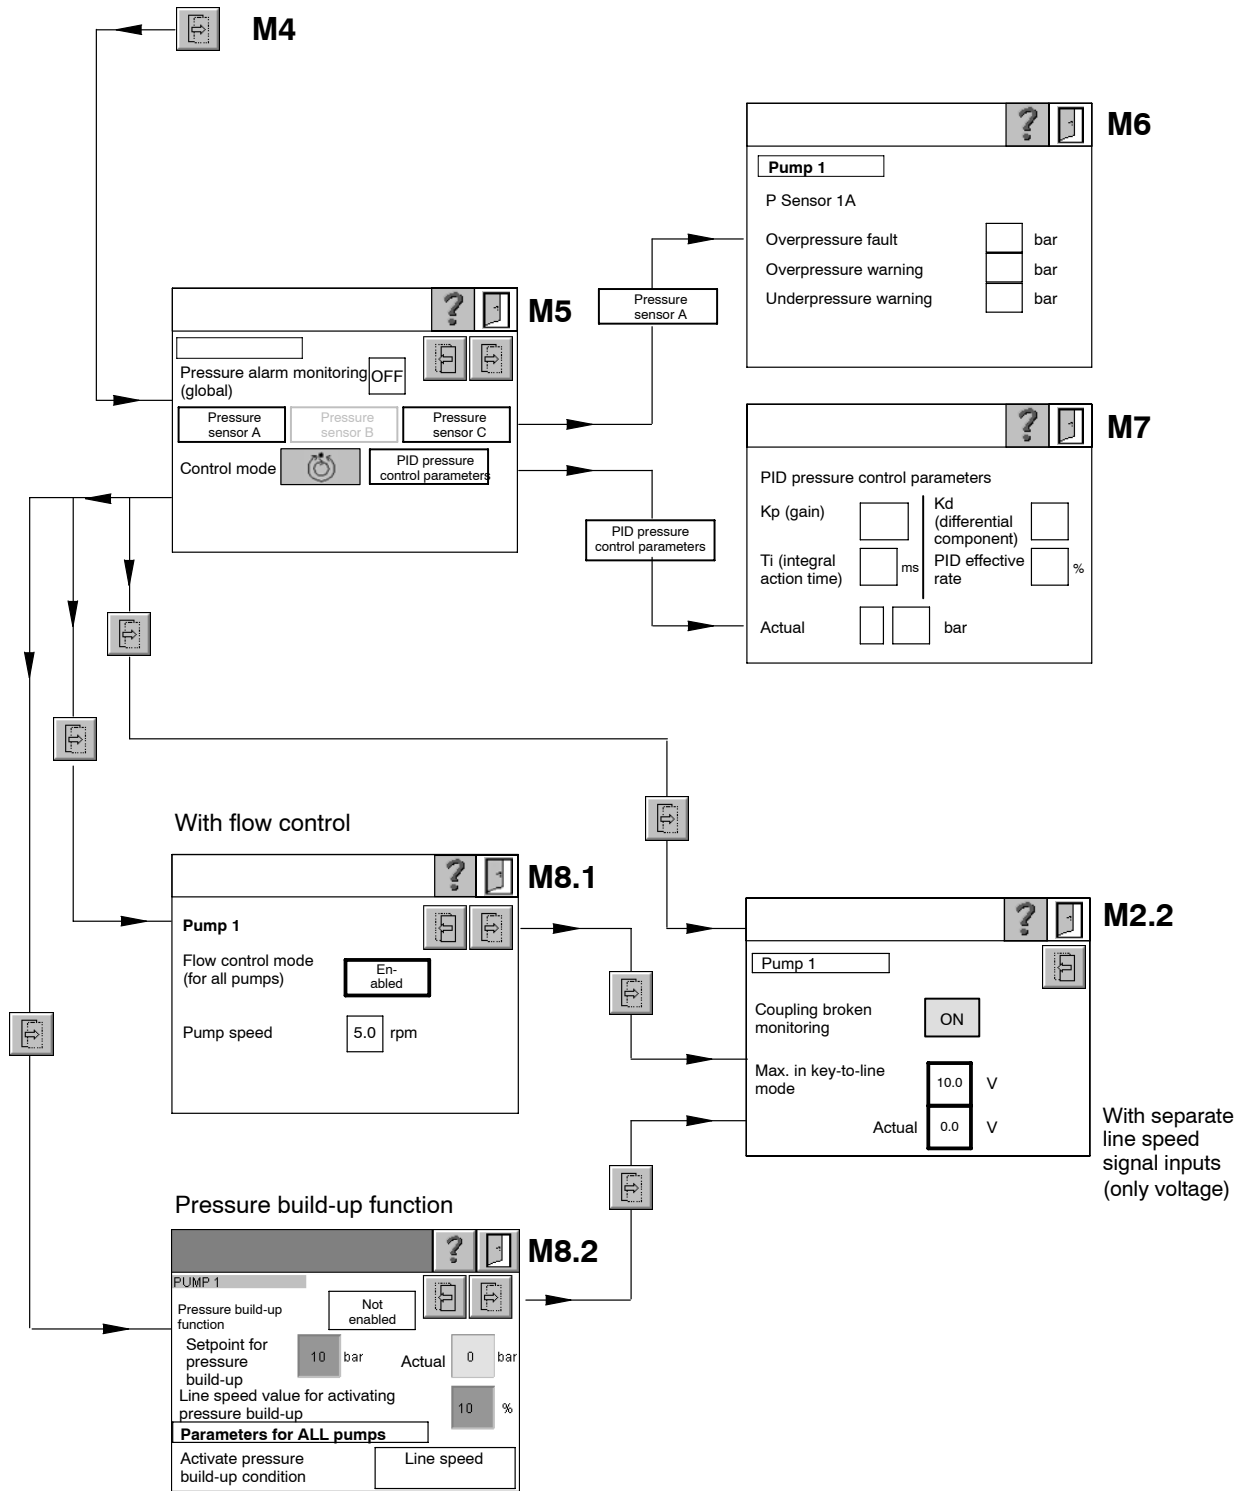 M4
M6
Pump 1
P Sensor 1A
Overpressure fault bar
Overpressure warning bar
Underpressure warning bar
Pressure
sensor A
M5
Pressure alarm monitoring
(global)
OFF
Pressure
sensor A
Pressure
sensor B
Pressure
sensor C
Control mode
PID pressure
control parameters
M7
PID pressure control parameters
Kp (gain)
Kd
(differential
component)
Ti (integral
action time)
ms
PID effective
rate
%
Actual bar
PID pressure
control parameters
With flow control
M8.1
Pump 1
Flow control mode
(for all pumps)
En-
abled
Pump speed 5.0 rpm
M2.2
Pump 1
Coupling broken
monitoring
ON
Max. in key-to-line
mode
10.0 V
Actual 0.0 V
With separate
line speed
signal inputs
(only voltage)
Pressure build-up function
M8.2
PUMP 1
Pressure build-up
function
Not
enabled
Setpoint for
pressure
build-up
10 bar
Actual 0 bar
Line speed value for activating
pressure build-up
10 %
Parameters for ALL pumps
Activate pressure
build-up condition
Line speed